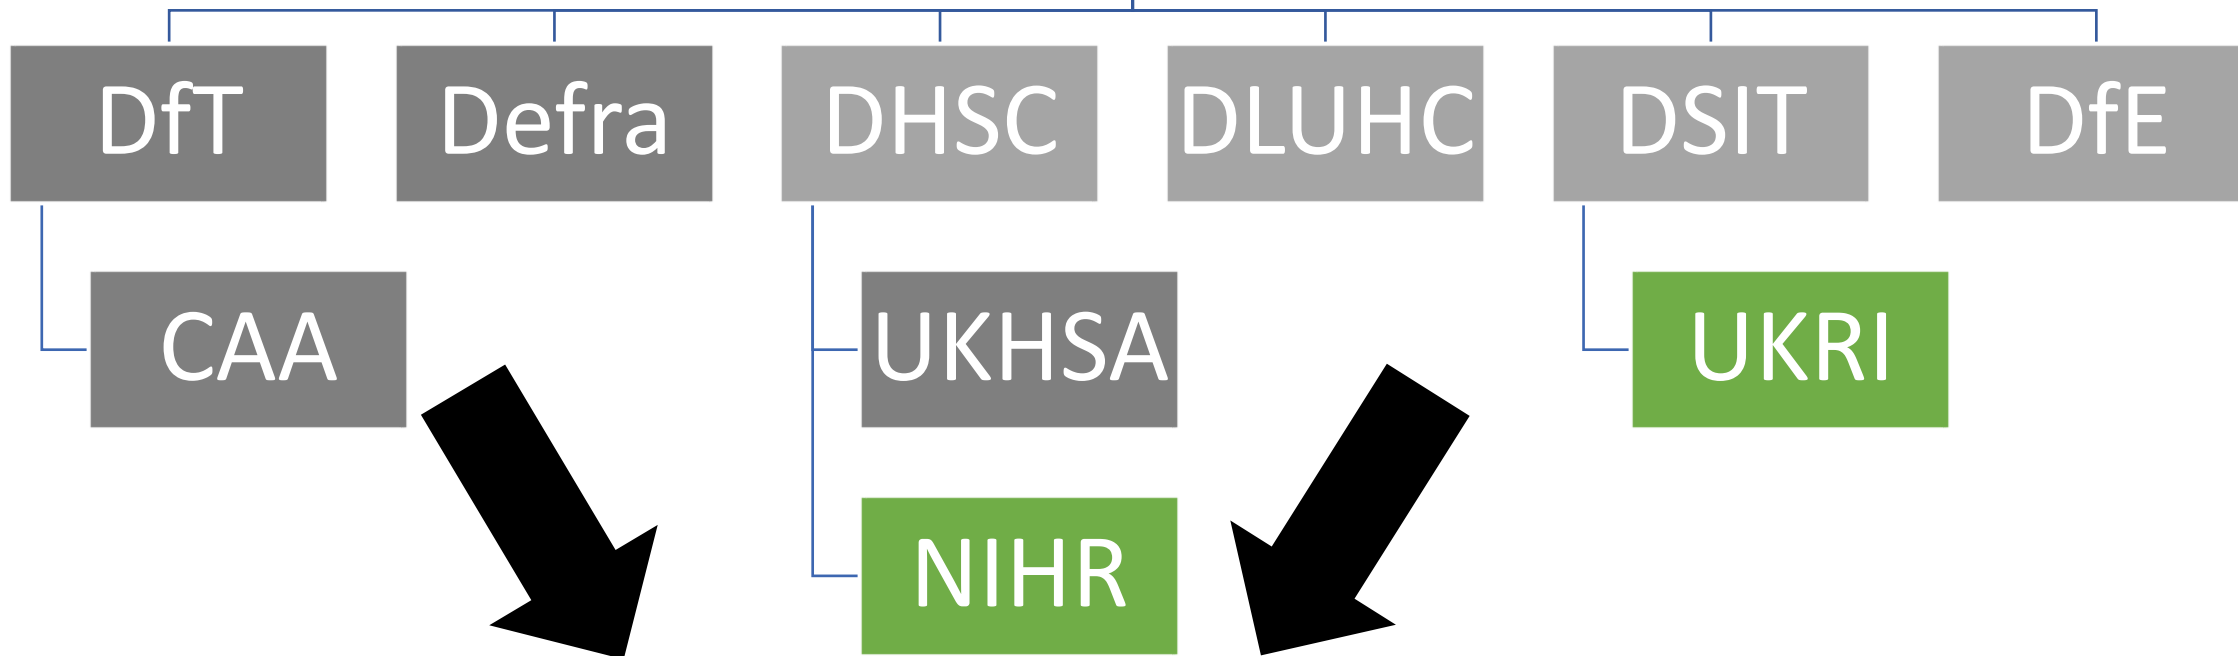 DfT
Defra
DHSC
DLUHC
DSIT
DfE
CAA
UKHSA
UKRI
NIHR